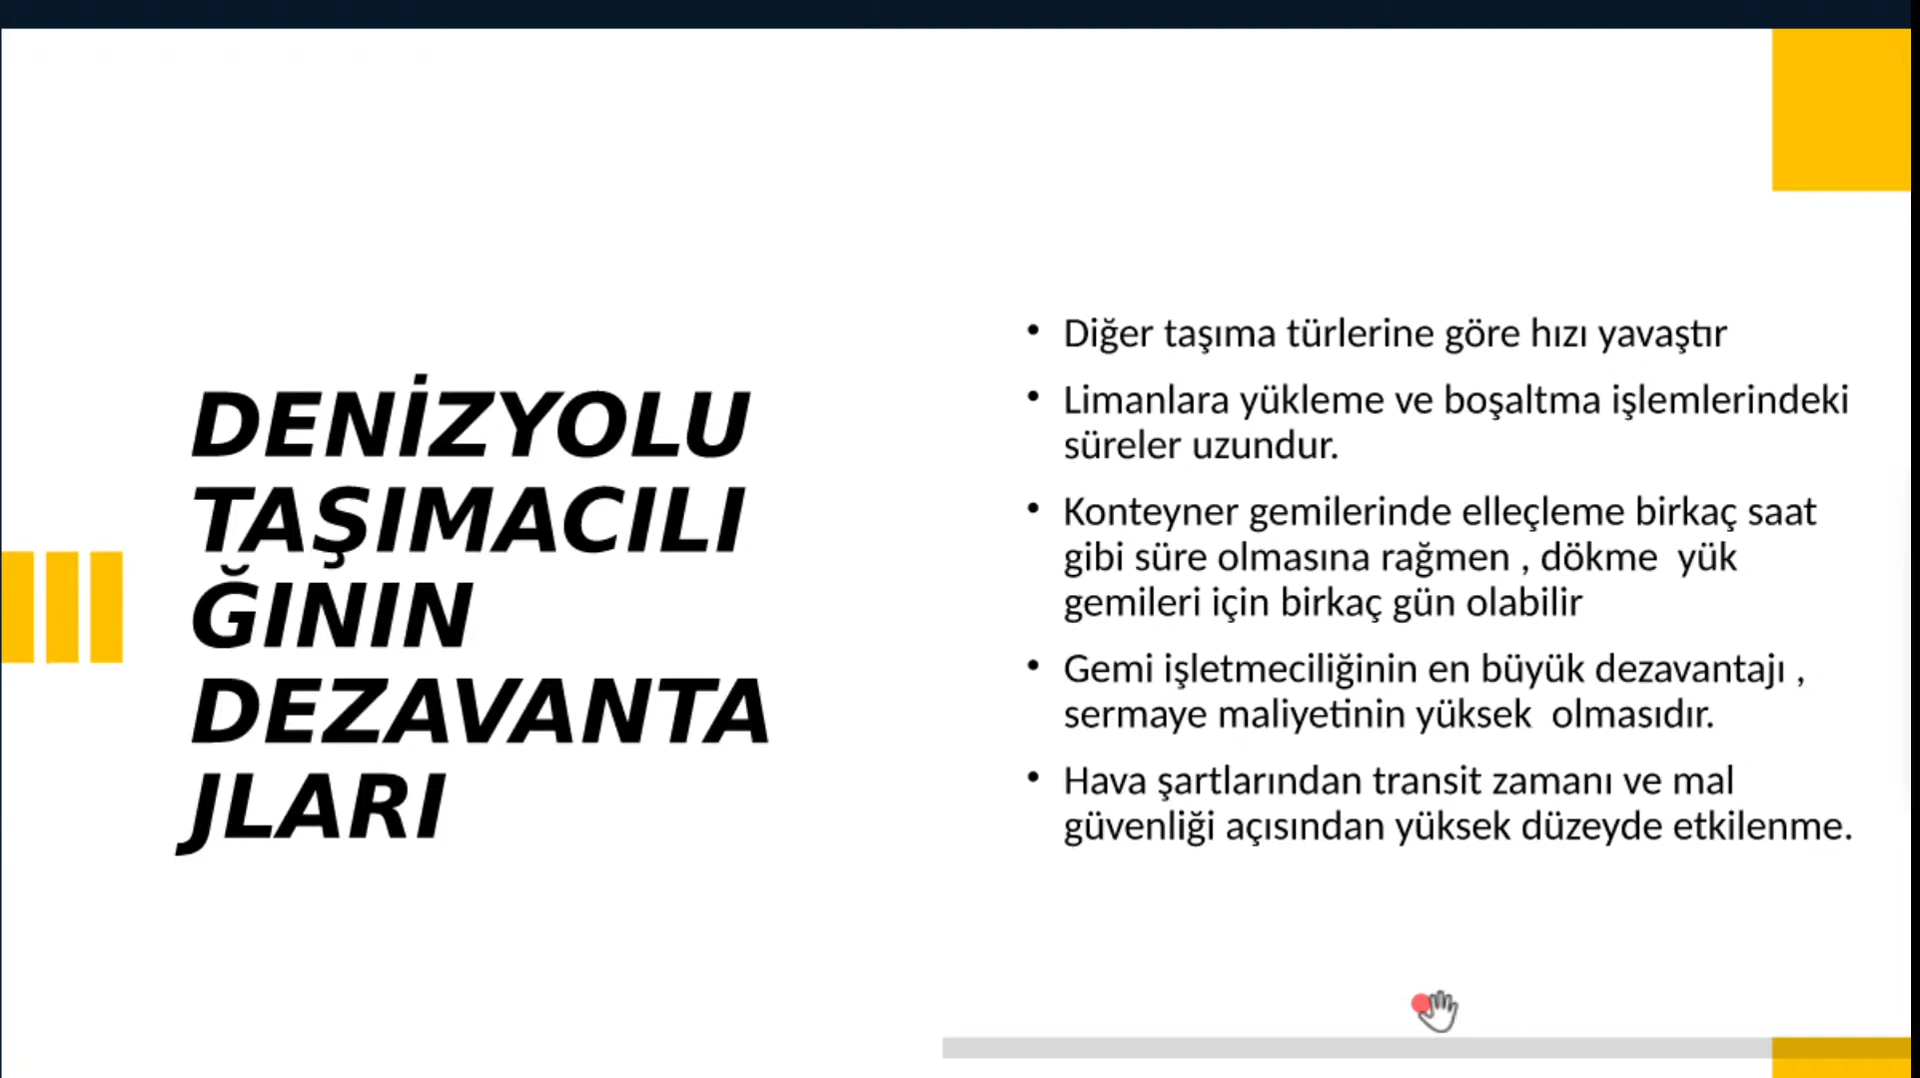 DENİZYOLU
TAŞIMACILI
ĞININ
DEZAVANTA
JLARI
• Diğer taşıma türlerine göre hızı yavaştır
• Limanlara yükleme ve boşaltma işlemlerindeki
süreler uzundur.
• Konteyner gemilerinde elleçleme birkaç saat
gibi süre olmasına rağmen , dökme  yük
gemileri için birkaç gün olabilir
• Gemi işletmeciliğinin en büyük dezavantajı ,
sermaye maliyetinin yüksek  olmasıdır.
• Hava şartlarından transit zamanı ve mal
güvenliği açısından yüksek düzeyde etkilenme.